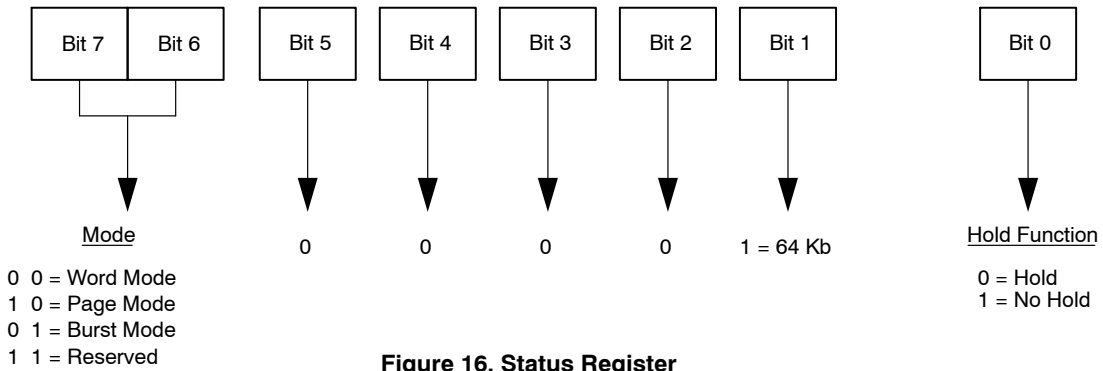 Bit 7 Bit 6 Bit 5 Bit 4 Bit 3 Bit 2 Bit 1 Bit 0
Mode 0 0 0 0 1 = 64 Kb Hold Function
0 0 = Word Mode 0 = Hold
1 0 = Page Mode 1 = No Hold
0 1 = Burst Mode
1 1 = Reserved
Figure 16. Status Register